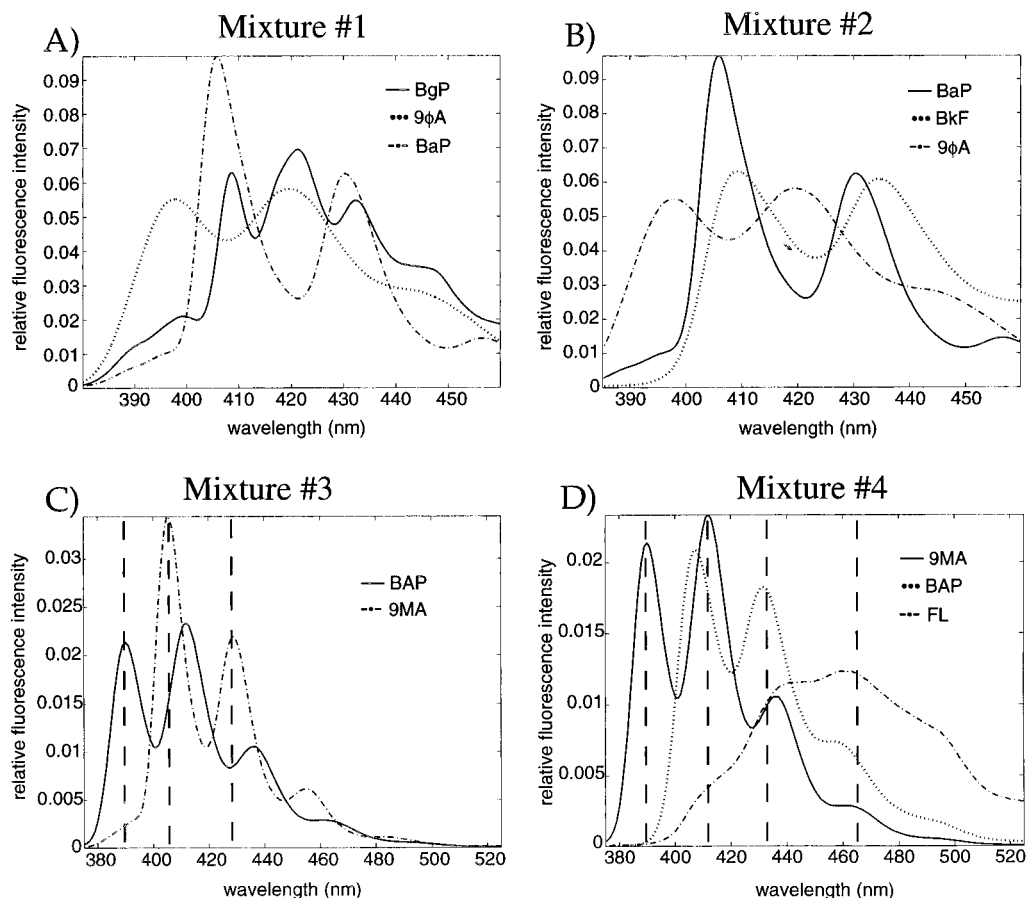 A)
Mixture #1
relative fluorescence intensity
0.09
0.08
0.07
0.06
0.05
0.04
0.03
0.02
0.01
0
BgP
9ϕA
BaP
390 400 410 420 430 440 450
wavelength (nm)
B)
Mixture #2
relative fluorescence intensity
0.09
0.08
0.07
0.06
0.05
0.04
0.03
0.02
0.01
0
BaP
BkF
9ϕA
390 400 410 420 430 440 450
wavelength (nm)
C)
Mixture #3
relative fluorescence intensity
0.03
0.025
0.02
0.015
0.01
0.005
0
BAP
9MA
380 400 420 440 460 480 500 520
wavelength (nm)
D)
Mixture #4
relative fluorescence intensity
0.02
0.015
0.01
0.005
0
9MA
BAP
FL
380 400 420 440 460 480 500 520
wavelength (nm)